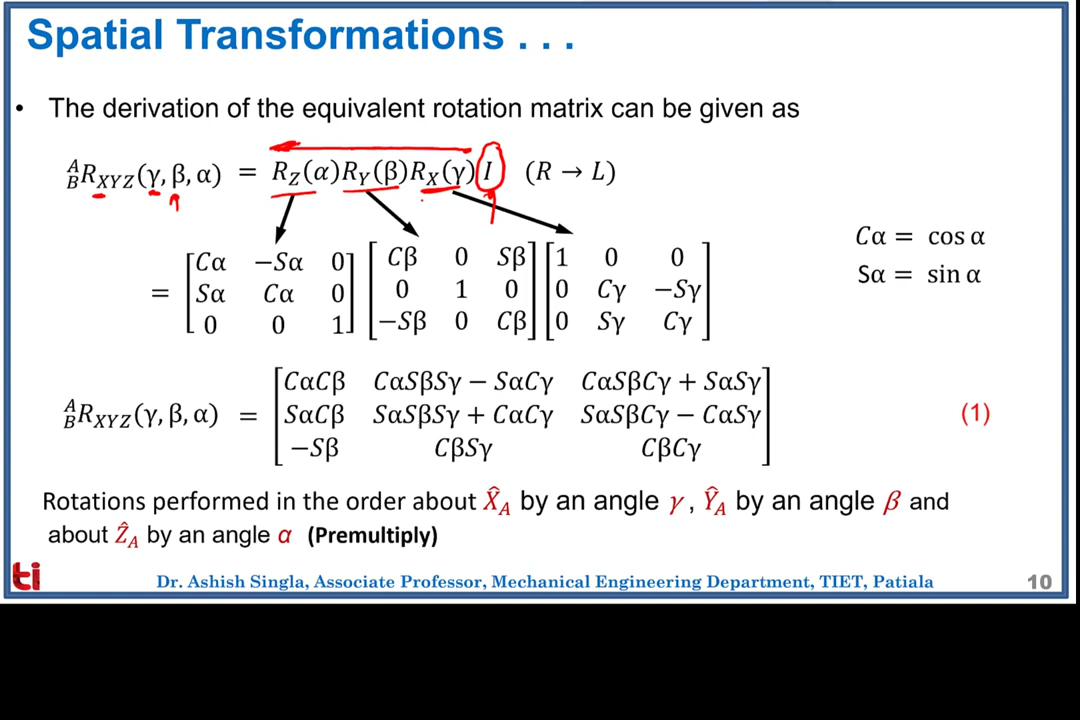 Spatial Transformations . . .
• The derivation of the equivalent rotation matrix can be given as
ᴬ_B R_XYZ(γ, β, α) = R_Z(α)R_Y(β)R_X(γ) I (R → L)
Cα = cos α
Sα = sin α
= [Cα −Sα 0; Sα Cα 0; 0 0 1] [Cβ 0 Sβ; 0 1 0; −Sβ 0 Cβ] [1 0 0; 0 Cγ −Sγ; 0 Sγ Cγ]
ᴬ_B R_XYZ(γ, β, α) = [CαCβ CαSβSγ − SαCγ CαSβCγ + SαSγ; SαCβ SαSβSγ + CαCγ SαSβCγ − CαSγ; −Sβ CβSγ CβCγ] (1)
Rotations performed in the order about X̂_A by an angle γ , Ŷ_A by an angle β and
about Ẑ_A by an angle α (Premultiply)
ti Dr. Ashish Singla, Associate Professor, Mechanical Engineering Department, TIET, Patiala 10